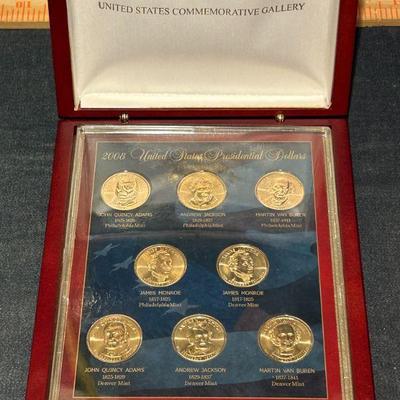 UNITED STATES COMMEMORATIVE GALLERY
2008 United States Presidential Dollars
JOHN QUINCY ADAMS
1825-1829
Philadelphia Mint
ANDREW JACKSON
1829-1837
Philadelphia Mint
MARTIN VAN BUREN
1837-1841
Philadelphia Mint
JAMES MONROE
1817-1825
Philadelphia Mint
JAMES MONROE
1817-1825
Denver Mint
JOHN QUINCY ADAMS
1825-1829
Denver Mint
ANDREW JACKSON
1829-1837
Denver Mint
MARTIN VAN BUREN
1837-1841
Denver Mint